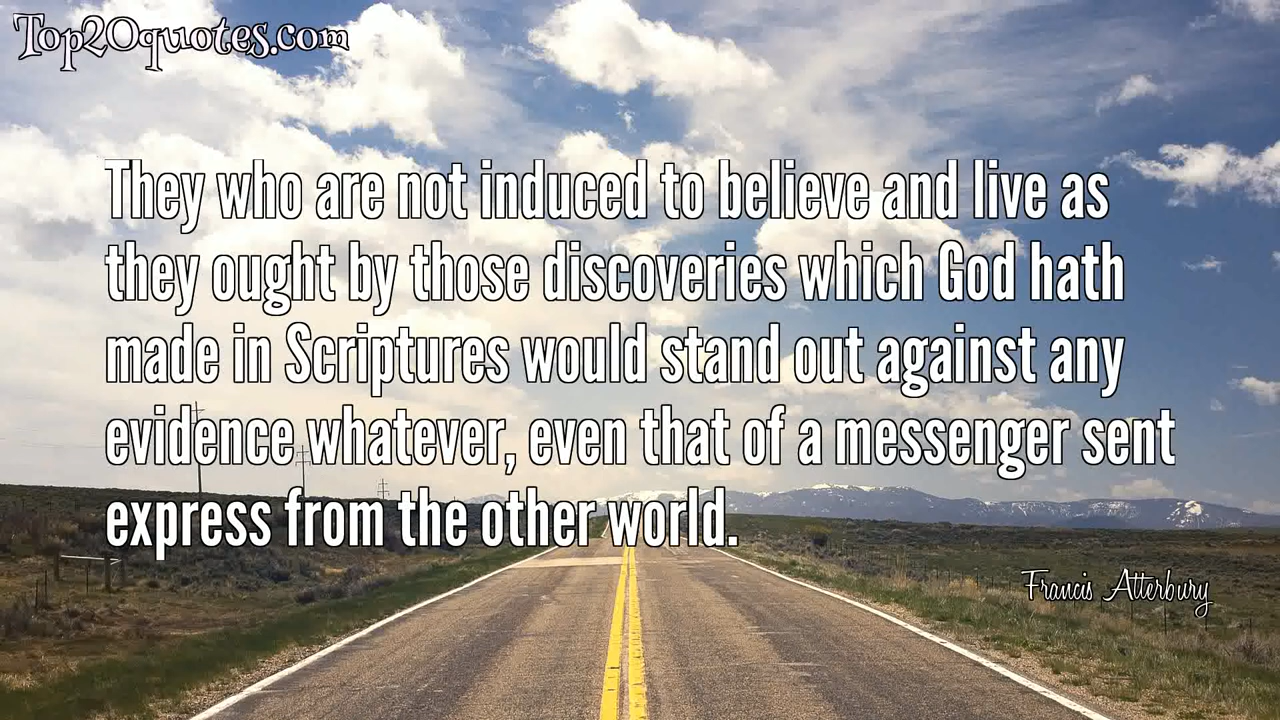 Top20quotes.com
They who are not induced to believe and live as
they ought by those discoveries which God hath
made in Scriptures would stand out against any
evidence whatever, even that of a messenger sent
express from the other world.
Francis Atterbury